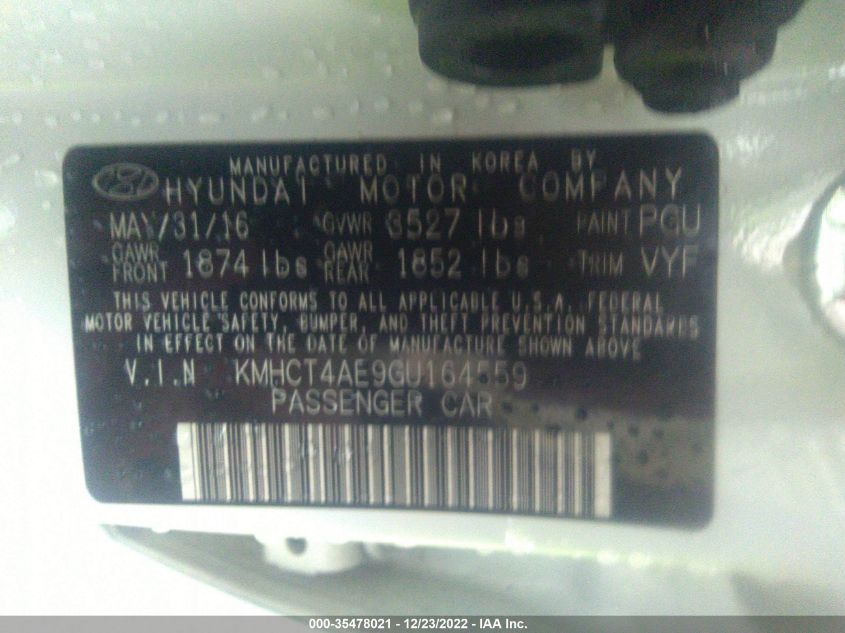 MANUFACTURED IN KOREA BY
HYUNDAI MOTOR COMPANY
MAY/31/16 GVWR 3527 lbs PAINT PGU
GAWR FRONT 1874 lbs GAWR REAR 1852 lbs TRIM VYF
THIS VEHICLE CONFORMS TO ALL APPLICABLE U.S.A. FEDERAL
MOTOR VEHICLE SAFETY, BUMPER, AND THEFT PREVENTION STANDARDS
IN EFFECT ON THE DATE OF MANUFACTURE SHOWN ABOVE
V.I.N KMHCT4AE9GU164559
PASSENGER CAR
000-35478021 - 12/23/2022 - IAA Inc.